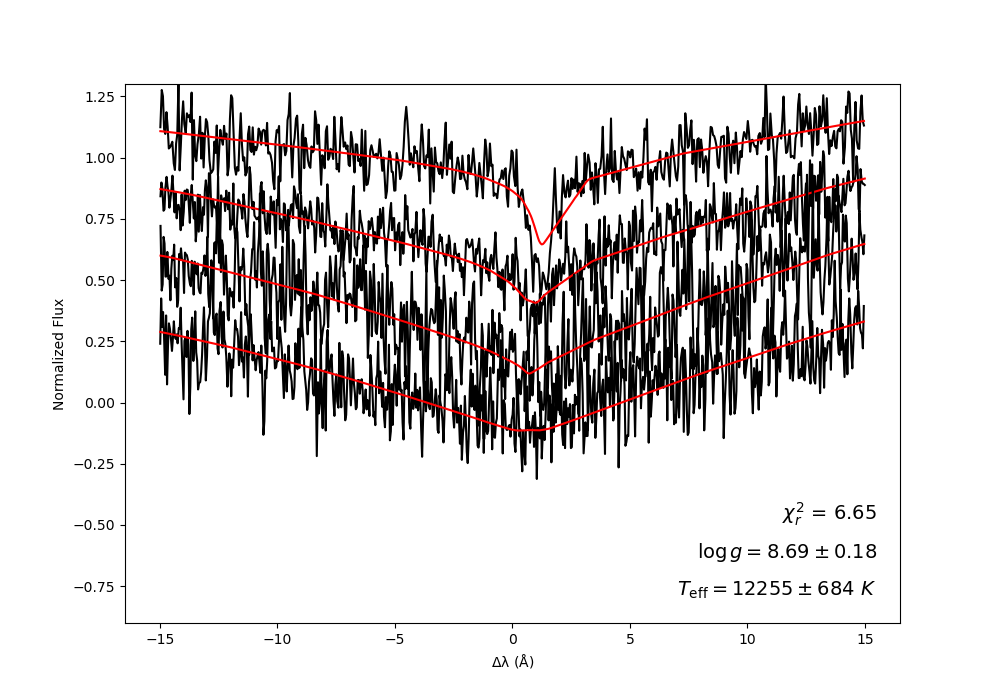 1.25
1.00
0.75
0.50
0.25
0.00
−0.25
−0.50
−0.75
Normalized Flux
χ²ᵣ = 6.65
log g = 8.69 ± 0.18
T_eff = 12255 ± 684 K
−15 −10 −5 0 5 10 15
Δλ (Å)